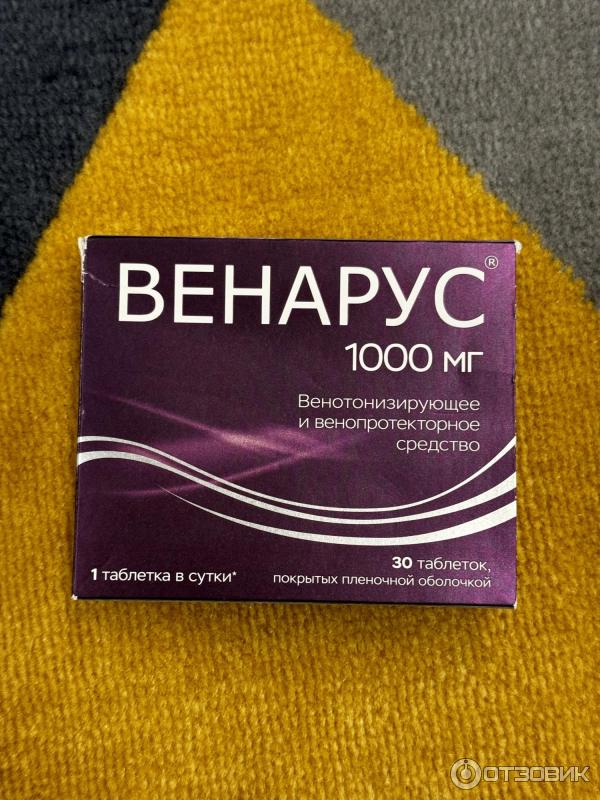 ВЕНАРУС®
1000 мг
Венотонизирующее
и венопротекторное
средство
30 таблеток,
1 таблетка в сутки*
покрытых пленочной оболочкой
ОТЗОВИК